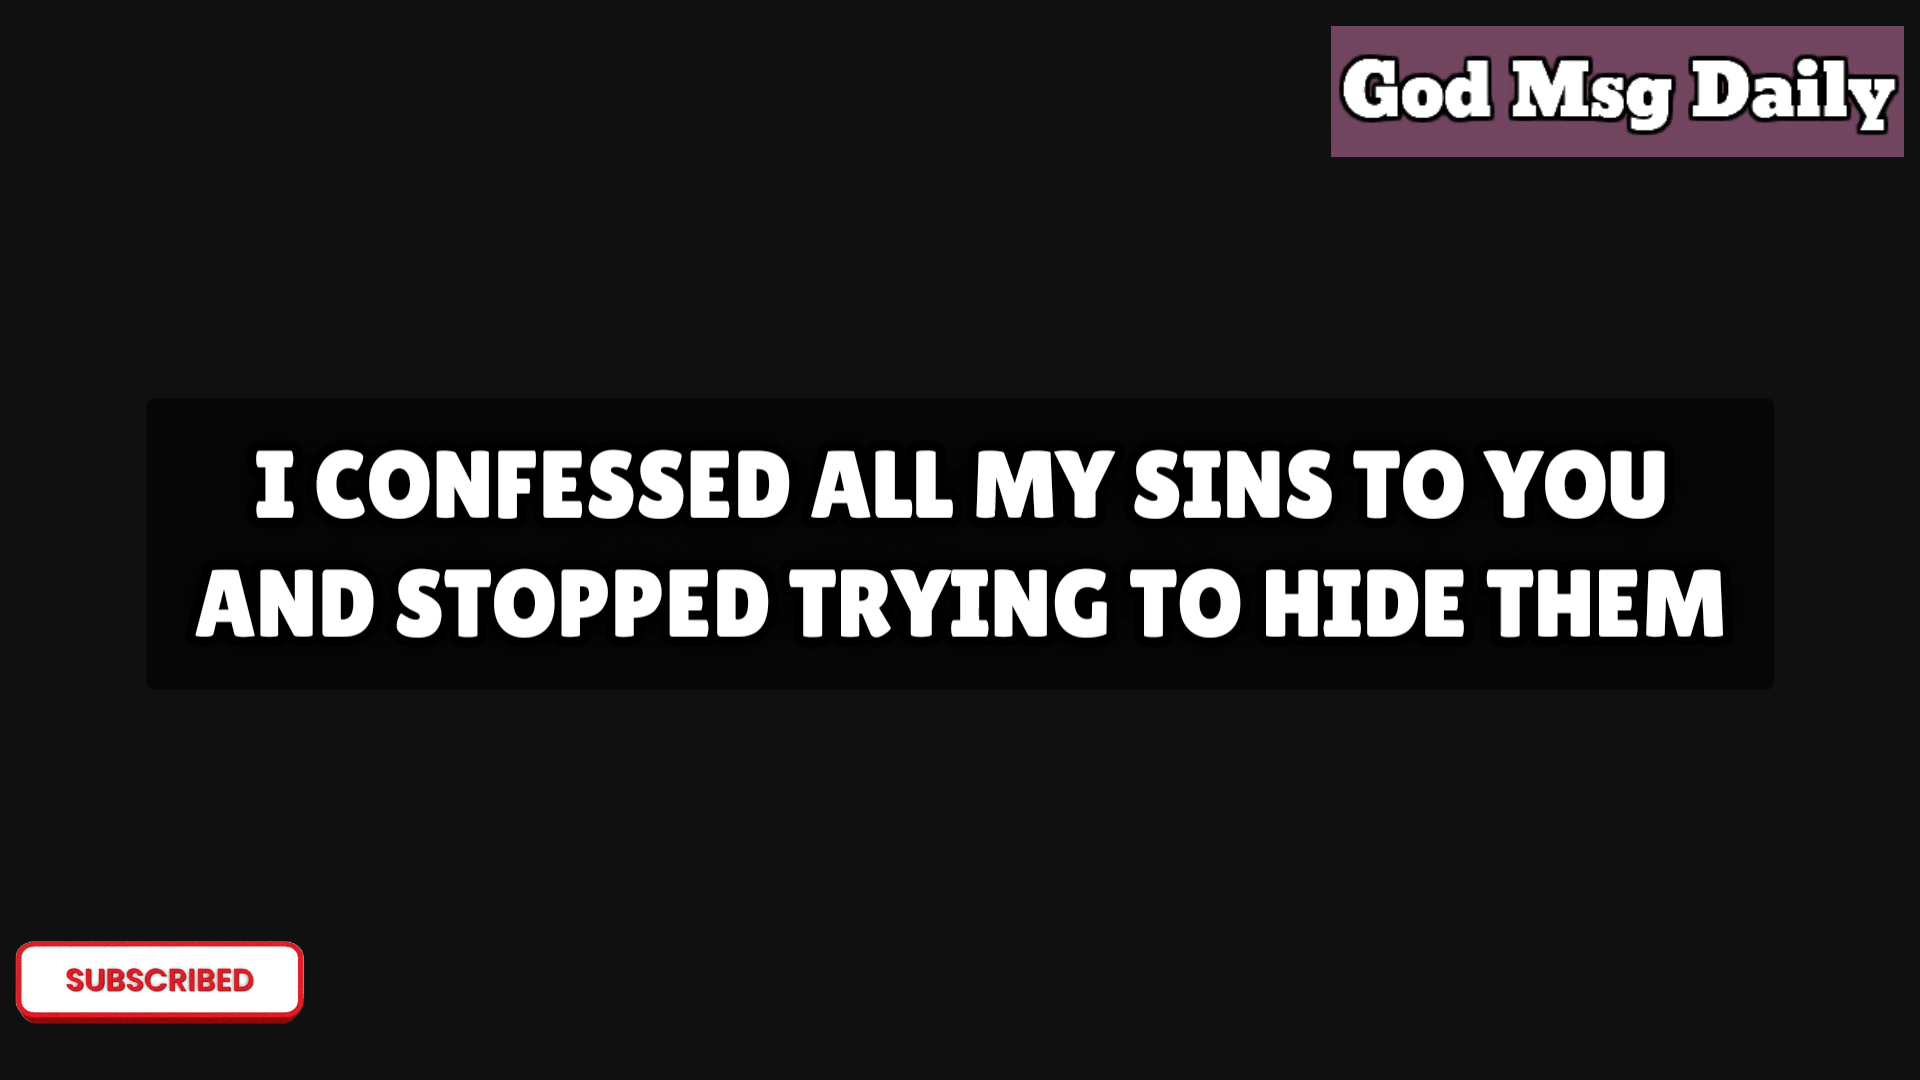 God Msg Daily
I CONFESSED ALL MY SINS TO YOU
AND STOPPED TRYING TO HIDE THEM
SUBSCRIBED